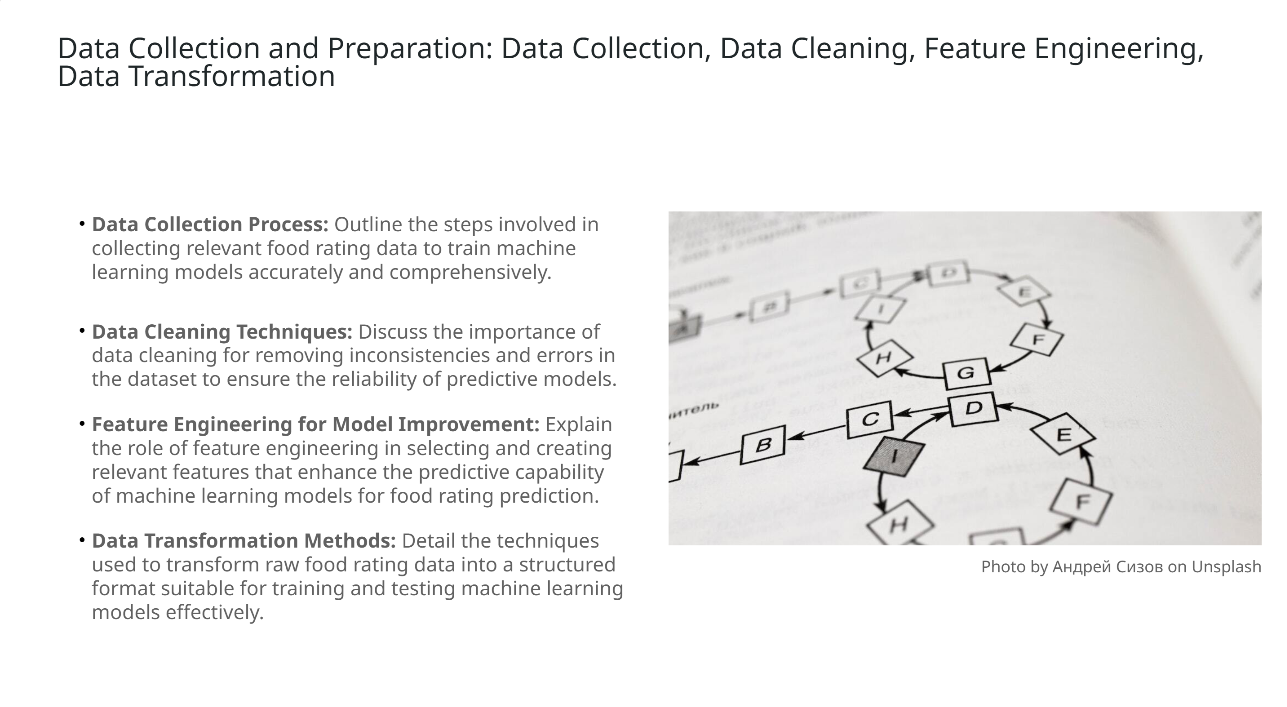 Data Collection and Preparation: Data Collection, Data Cleaning, Feature Engineering,
Data Transformation
• Data Collection Process: Outline the steps involved in
collecting relevant food rating data to train machine
learning models accurately and comprehensively.
• Data Cleaning Techniques: Discuss the importance of
data cleaning for removing inconsistencies and errors in
the dataset to ensure the reliability of predictive models.
• Feature Engineering for Model Improvement: Explain
the role of feature engineering in selecting and creating
relevant features that enhance the predictive capability
of machine learning models for food rating prediction.
• Data Transformation Methods: Detail the techniques
used to transform raw food rating data into a structured
format suitable for training and testing machine learning
models effectively.
B C D E
I F
H G
C D E
B I F
H
Photo by Андрей Сизов on Unsplash